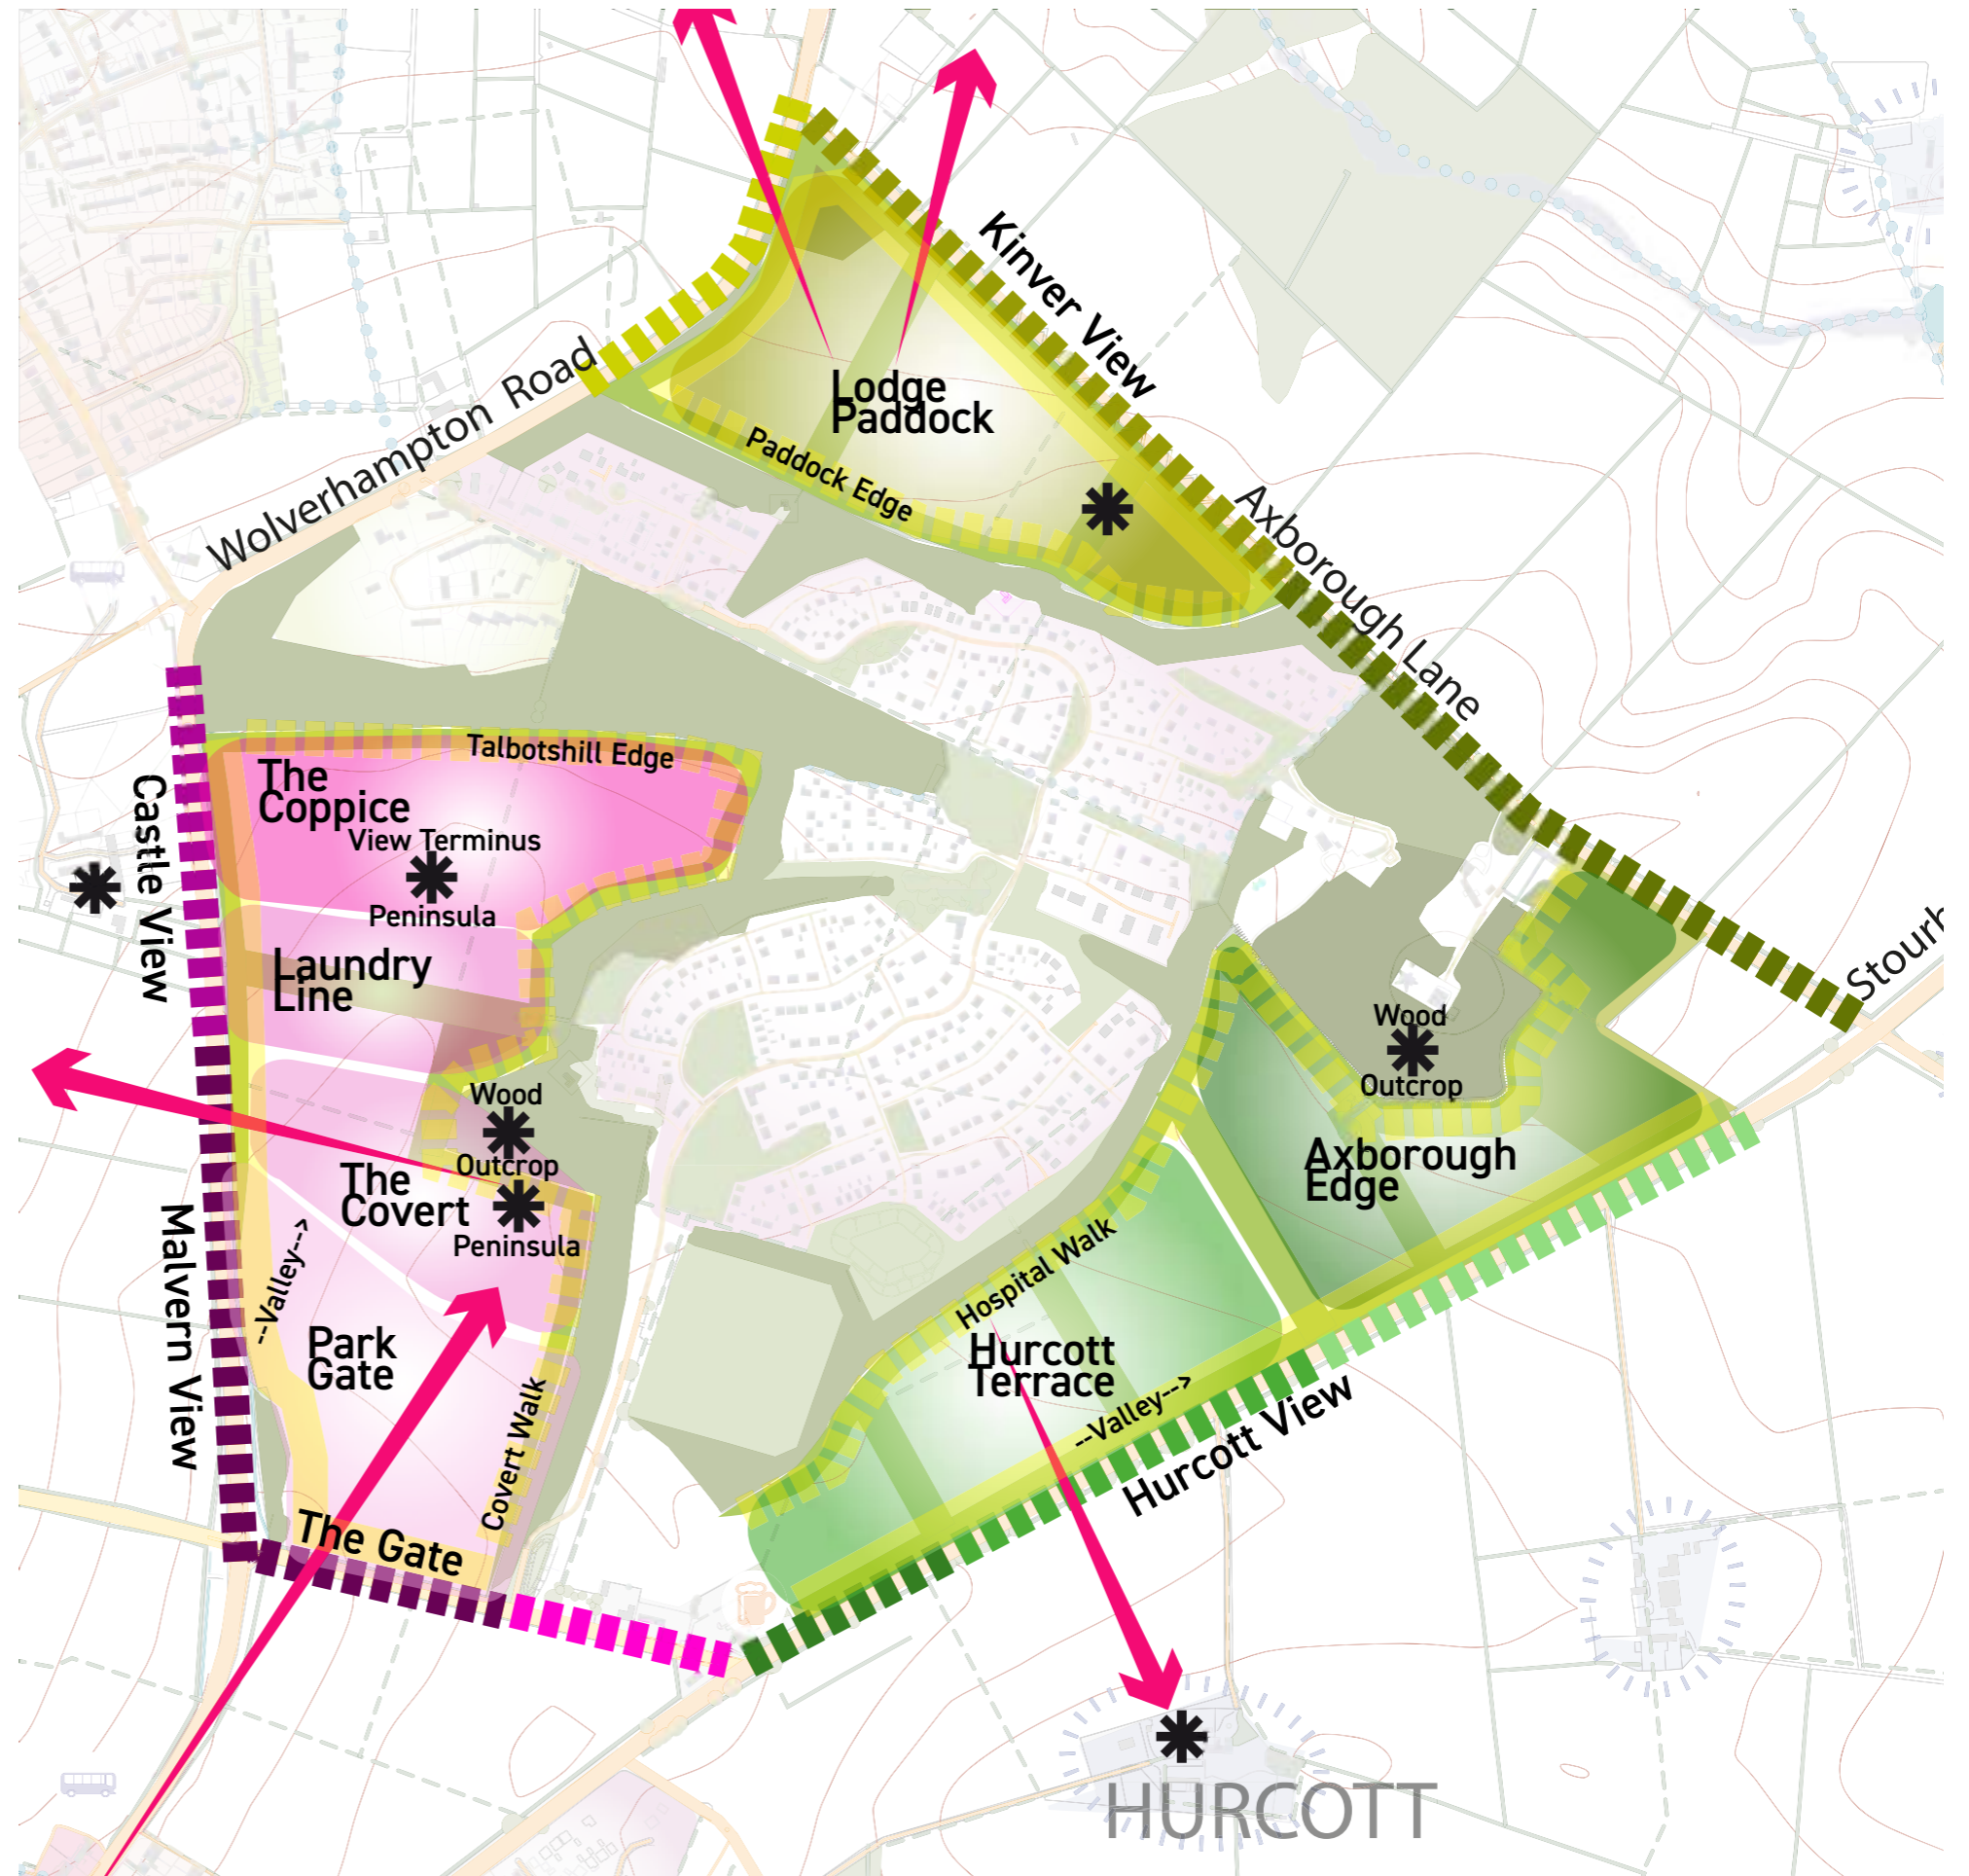 Kinver View
Wolverhampton Road
Lodge
Paddock
Paddock Edge
Axborough Lane
Talbotshill Edge
The
Coppice
View Terminus
Peninsula
Castle View
Laundry
Line
Stourb
Wood
Outcrop
Wood
Outcrop
The
Covert
Peninsula
Axborough
Edge
Malvern View
--Valley-->
Park
Gate
Hospital Walk
Hurcott
Terrace
--Valley-->
Hurcott View
Covert Walk
The Gate
HURCOTT